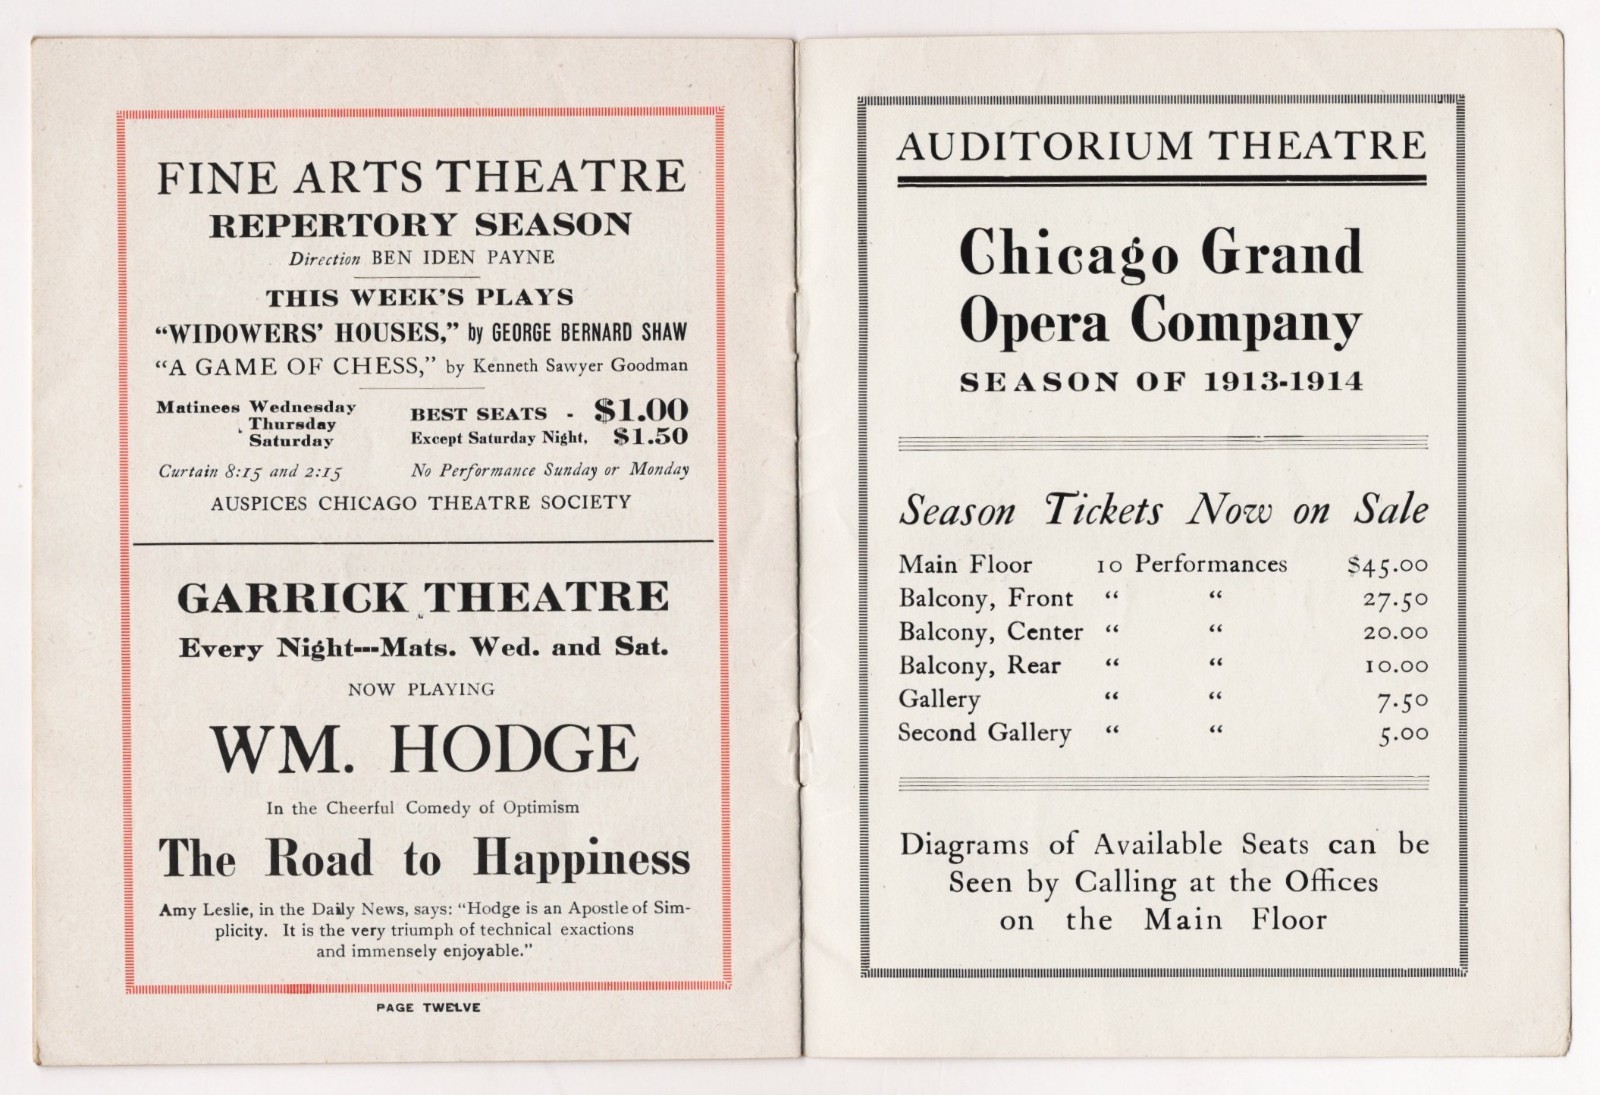 FINE ARTS THEATRE
REPERTORY SEASON
Direction BEN IDEN PAYNE
THIS WEEK'S PLAYS
“WIDOWERS’ HOUSES,” by GEORGE BERNARD SHAW
“A GAME OF CHESS,” by Kenneth Sawyer Goodman
Matinees Wednesday
Thursday
Saturday
BEST SEATS - $1.00
Except Saturday Night, $1.50
Curtain 8:15 and 2:15
No Performance Sunday or Monday
AUSPICES CHICAGO THEATRE SOCIETY
GARRICK THEATRE
Every Night---Mats. Wed. and Sat.
NOW PLAYING
WM. HODGE
In the Cheerful Comedy of Optimism
The Road to Happiness
Amy Leslie, in the Daily News, says: “Hodge is an Apostle of Sim-
plicity. It is the very triumph of technical exactions
and immensely enjoyable.”
PAGE TWELVE
AUDITORIUM THEATRE
Chicago Grand
Opera Company
SEASON OF 1913-1914
Season Tickets Now on Sale
Main Floor 10 Performances $45.00
Balcony, Front “ “ 27.50
Balcony, Center “ “ 20.00
Balcony, Rear “ “ 10.00
Gallery “ “ 7.50
Second Gallery “ “ 5.00
Diagrams of Available Seats can be
Seen by Calling at the Offices
on the Main Floor